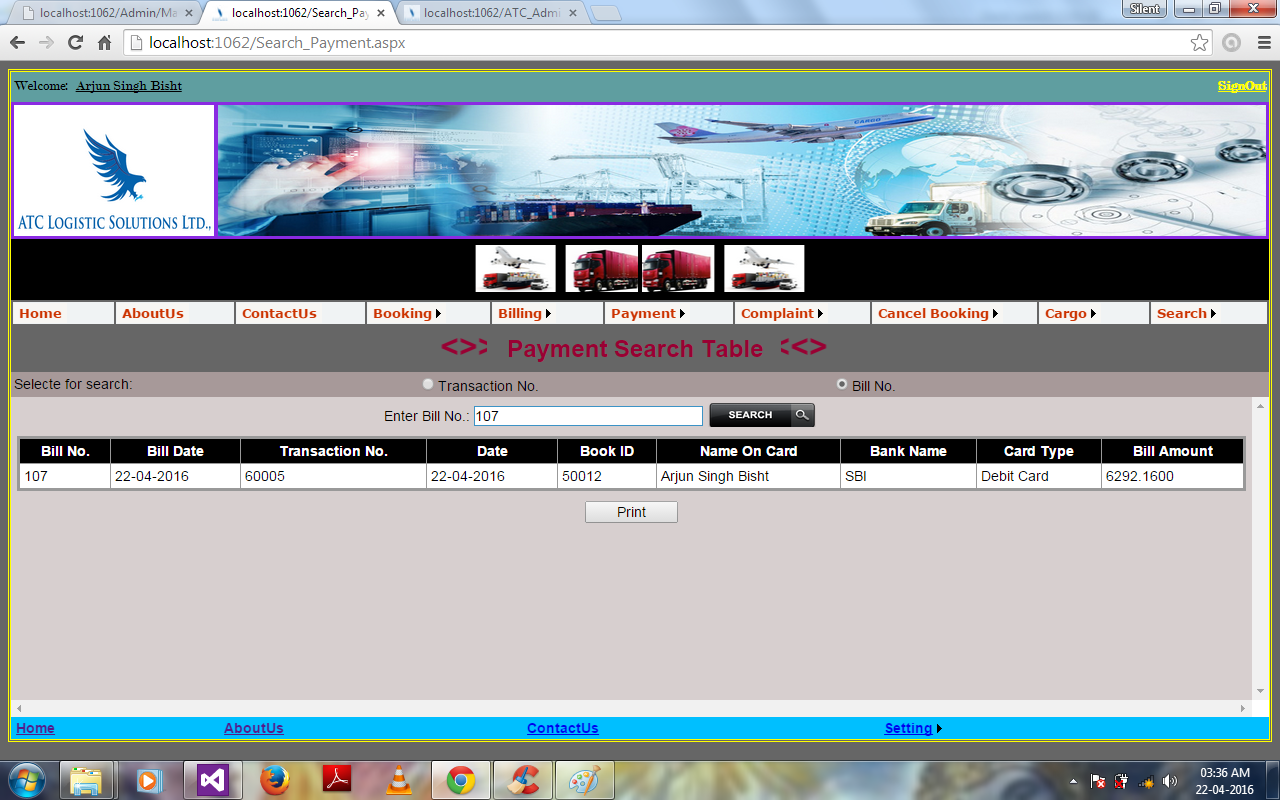 localhost:1062/Admin/Ma
localhost:1062/Search_Pay
localhost:1062/ATC_Admi
Silent
localhost:1062/Search_Payment.aspx
Welcome: Arjun Singh Bisht
SignOut
CARGO
ATC LOGISTIC SOLUTIONS LTD.,
Home AboutUs ContactUs Booking Billing Payment Complaint Cancel Booking Cargo Search
<>> Payment Search Table <<>
Selecte for search: Transaction No. Bill No.
Enter Bill No.: 107 SEARCH
Bill No. Bill Date Transaction No. Date Book ID Name On Card Bank Name Card Type Bill Amount
107 22-04-2016 60005 22-04-2016 50012 Arjun Singh Bisht SBI Debit Card 6292.1600
Print
Home AboutUs ContactUs Setting
03:36 AM
22-04-2016